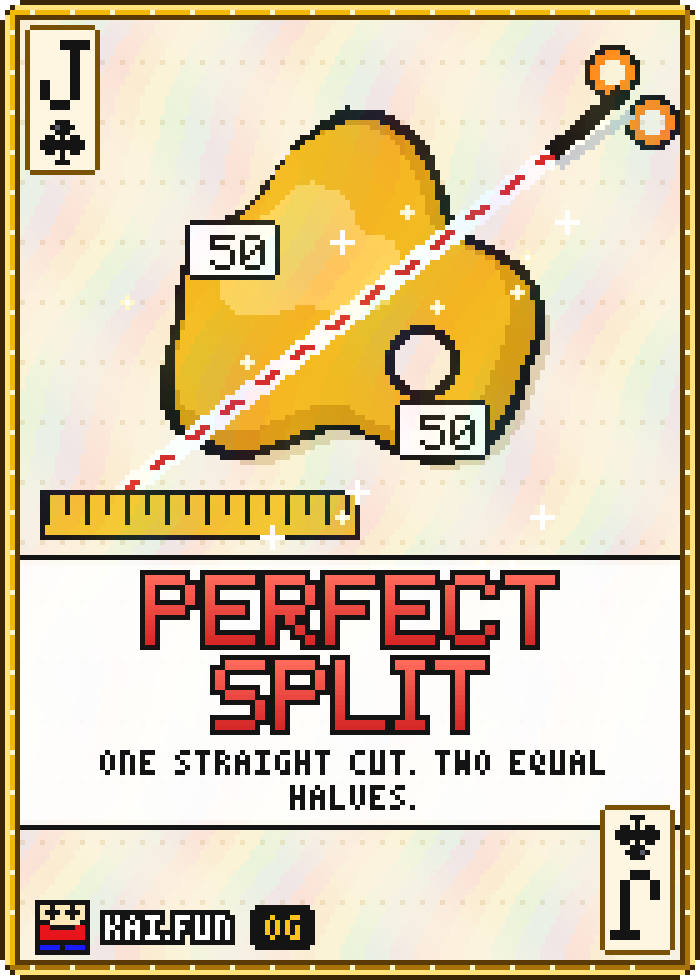 J
50
50
PERFECT
SPLIT
ONE STRAIGHT CUT. TWO EQUAL
HALVES.
J
KAI.FUN OG